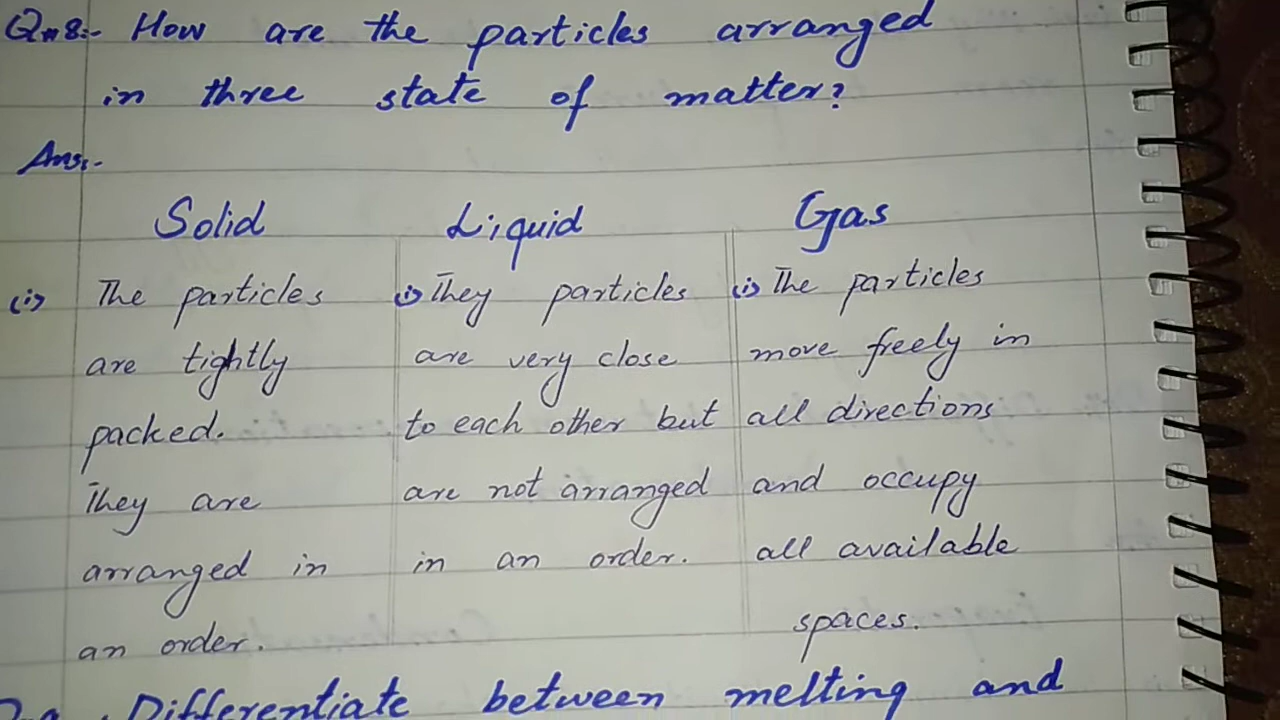 Qn8:- How are the particles arranged
in three state of matter?
Ans:-
Solid Liquid Gas
(i) The particles (i) They particles (i) The particles
are tightly are very close move freely in
packed. to each other but all directions
They are are not arranged and occupy
arranged in in an order. all available
an order. spaces.
Differentiate between melting and